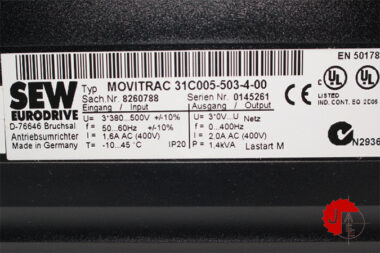 EN 50178
SEW
EURODRIVE
D-76646 Bruchsal
Antriebsumrichter
Made in Germany
Typ MOVITRAC 31C005-503-4-00
Sach.Nr. 8260788 Serien Nr. 0145261
Eingang / Input Ausgang / Output
U= 3*380...500V +/-10% U= 3*0V...U Netz
f = 50...60Hz +/-10% f = 0...400Hz
I = 1.6A AC (400V) I = 2.0A AC (400V)
T= -10...45°C IP20 P= 1,4kVA Lastart M
CE
UL UL
LISTED
IND. CONT. EQ
N2936